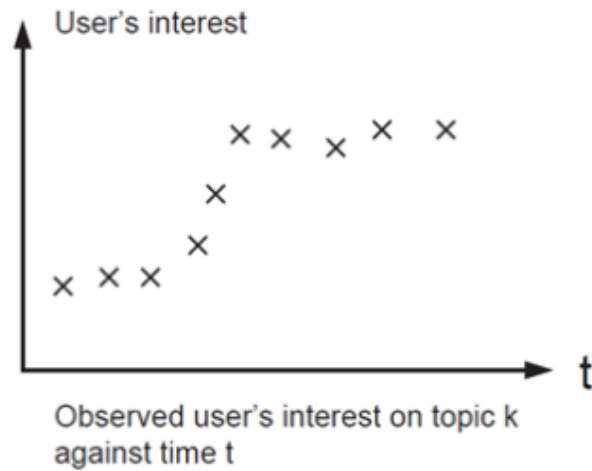 User's interest
t
Observed user's interest on topic k
against time t